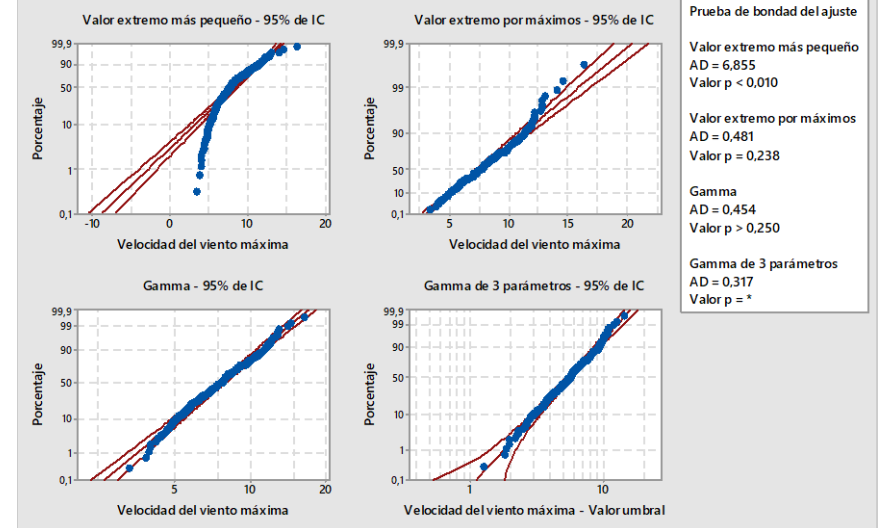 Valor extremo más pequeño - 95% de IC
99,9
90
50
10
1
0,1
-10
0
10
20
Porcentaje
Velocidad del viento máxima
Valor extremo por máximos - 95% de IC
99,9
99
90
50
10
0,1
5
10
15
20
Porcentaje
Velocidad del viento máxima
Prueba de bondad del ajuste
Valor extremo más pequeño
AD = 6,855
Valor p < 0,010
Valor extremo por máximos
AD = 0,481
Valor p = 0,238
Gamma
AD = 0,454
Valor p > 0,250
Gamma de 3 parámetros
AD = 0,317
Valor p = *
Gamma - 95% de IC
99,9
99
90
50
10
1
0,1
5
10
20
Porcentaje
Velocidad del viento máxima
Gamma de 3 parámetros - 95% de IC
99,9
99
90
50
10
1
0,1
1
10
Porcentaje
Velocidad del viento máxima - Valor umbral